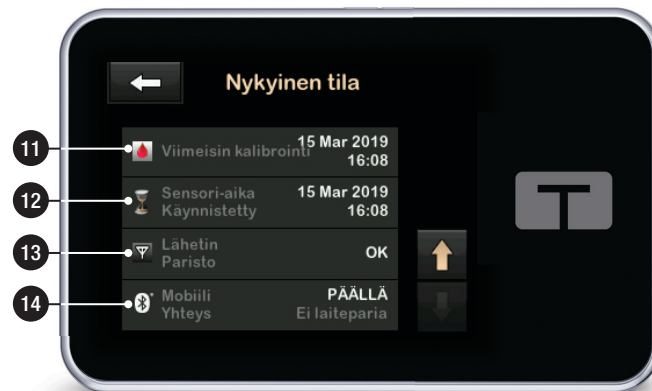 Nykyinen tila
11
Viimeisin kalibrointi
15 Mar 2019
16:08
12
Sensori-aika
Käynnistetty
15 Mar 2019
16:08
13
Lähetin
Paristo
OK
14
Mobiili
Yhteys
PÄÄLLÄ
Ei laiteparia